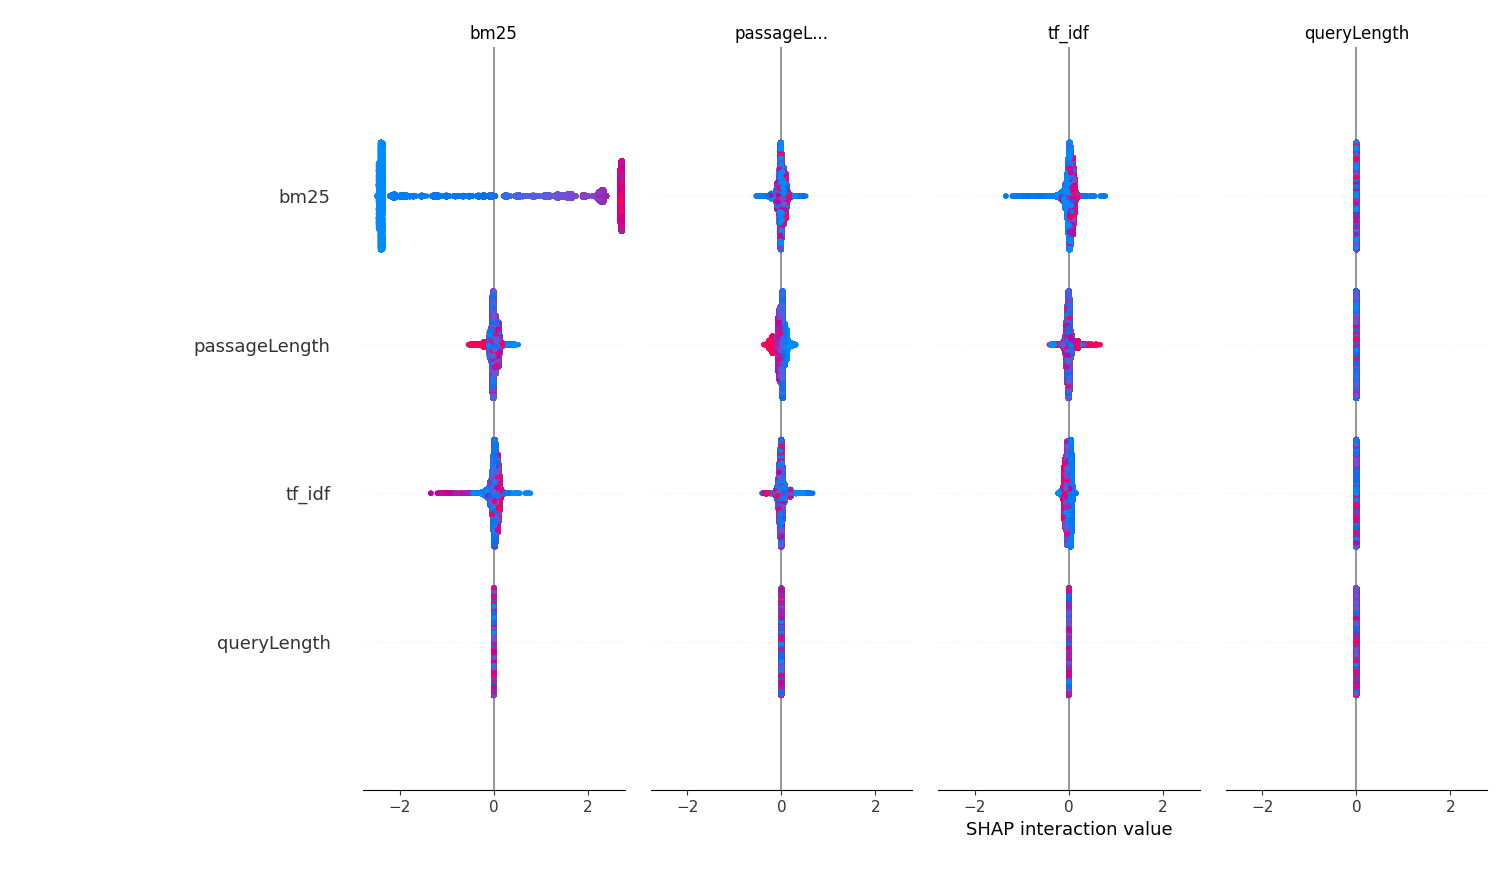 bm25 passageL... tf_idf queryLength
bm25
passageLength
tf_idf
queryLength
−2 0 2 −2 0 2 −2 0 2 −2 0 2
SHAP interaction value